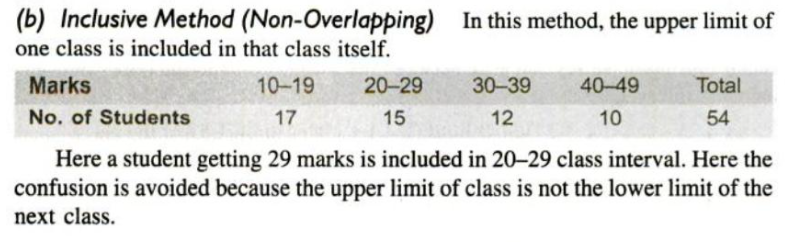 (b) Inclusive Method (Non-Overlapping) In this method, the upper limit of
one class is included in that class itself.
Marks 10–19 20–29 30–39 40–49 Total
No. of Students 17 15 12 10 54
Here a student getting 29 marks is included in 20–29 class interval. Here the
confusion is avoided because the upper limit of class is not the lower limit of the
next class.